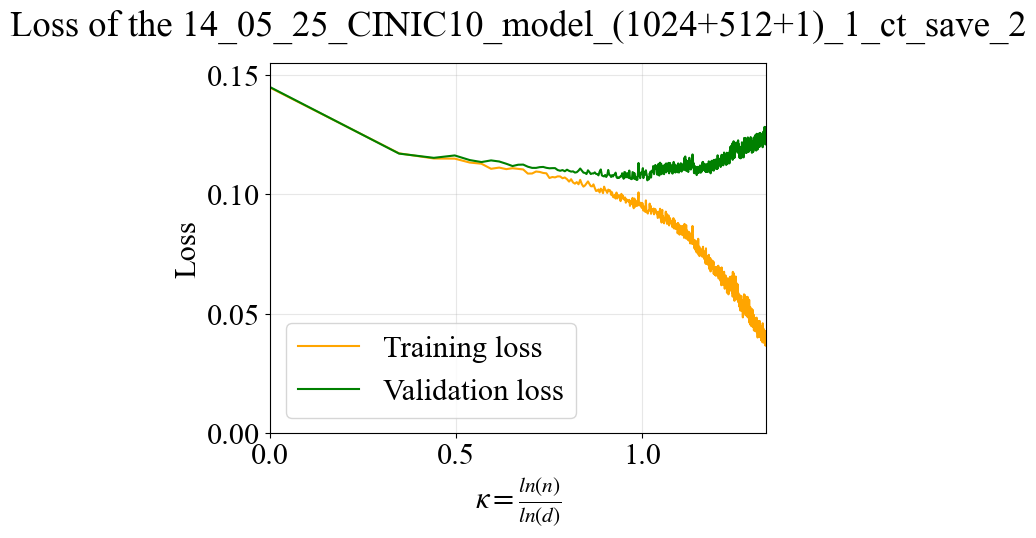 Loss of the 14_05_25_CINIC10_model_(1024+512+1)_1_ct_save_2
0.15
0.10
Loss
0.05
Training loss
Validation loss
0.00
0.0 0.5 1.0
κ = ln(n)/ln(d)